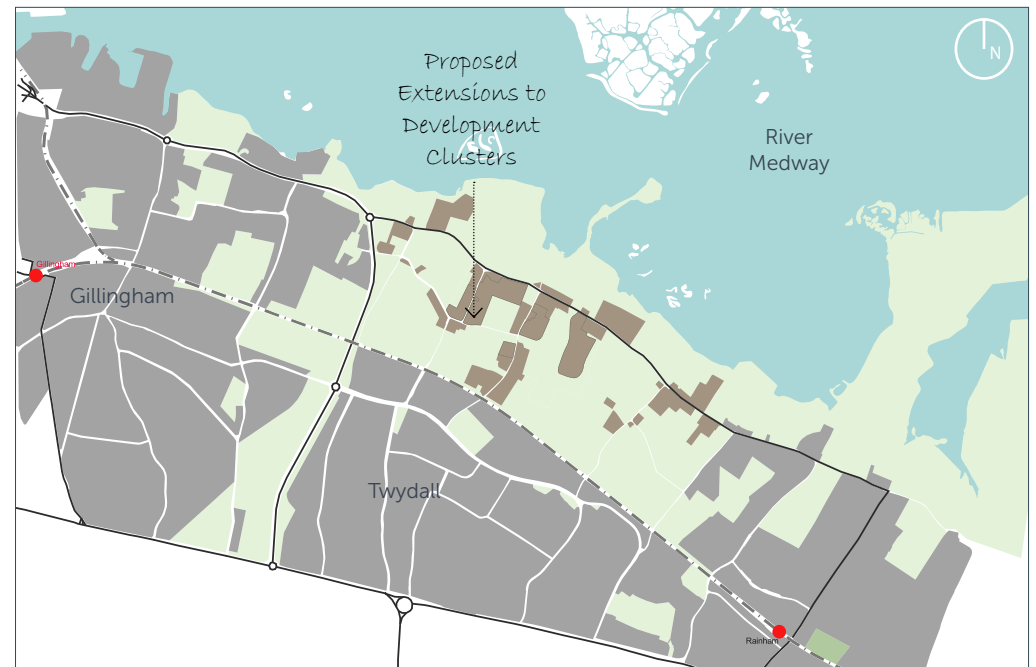 Proposed
Extensions to
Development
Clusters
N
River
Medway
Gillingham
Gillingham
Twydall
Rainham